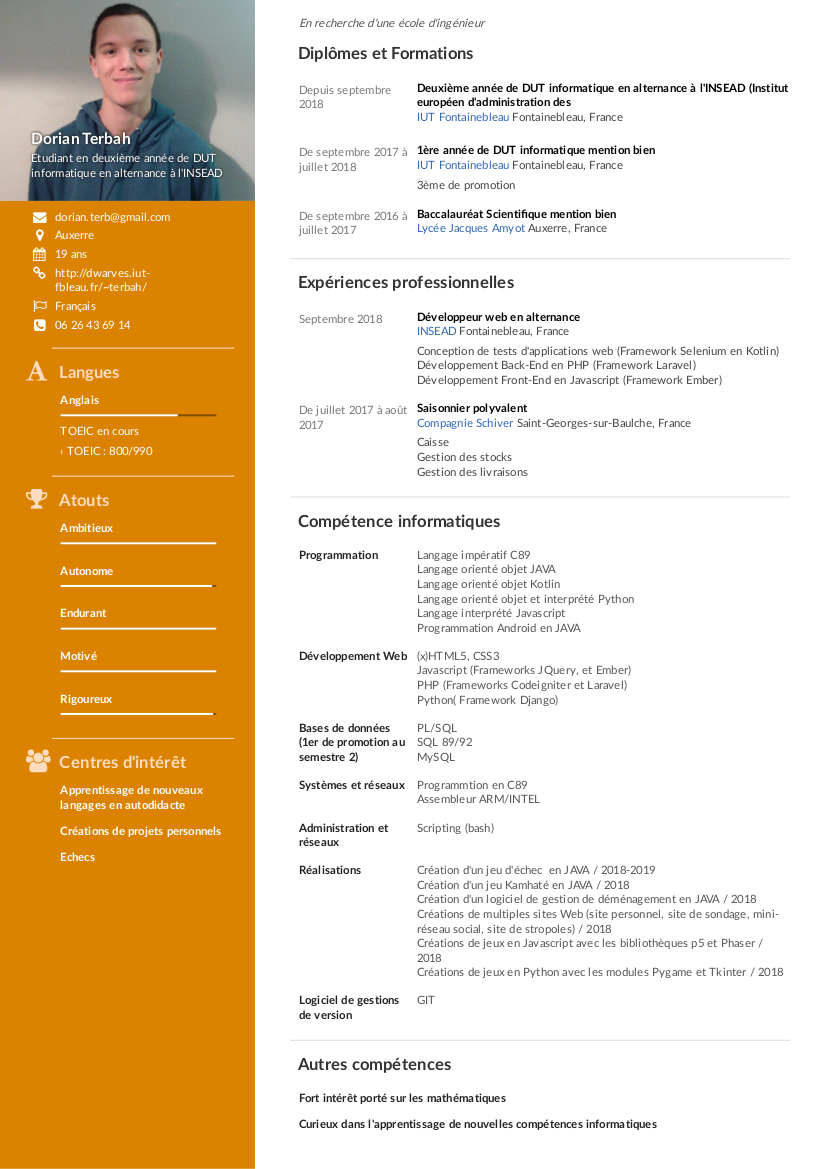 Dorian Terbah
Etudiant en deuxième année de DUT
informatique en alternance à l'INSEAD
dorian.terb@gmail.com
Auxerre
19 ans
http://dwarves.iut-
fbleau.fr/~terbah/
Français
06 26 43 69 14
Langues
Anglais
TOEIC en cours
› TOEIC : 800/990
Atouts
Ambitieux
Autonome
Endurant
Motivé
Rigoureux
Centres d'intérêt
Apprentissage de nouveaux
langages en autodidacte
Créations de projets personnels
Echecs
En recherche d'une école d'ingénieur
Diplômes et Formations
Depuis septembre
2018
Deuxième année de DUT informatique en alternance à l'INSEAD (Institut
européen d'administration des
IUT Fontainebleau Fontainebleau, France
De septembre 2017 à
juillet 2018
1ère année de DUT informatique mention bien
IUT Fontainebleau Fontainebleau, France
3ème de promotion
De septembre 2016 à
juillet 2017
Baccalauréat Scientifique mention bien
Lycée Jacques Amyot Auxerre, France
Expériences professionnelles
Septembre 2018
Développeur web en alternance
INSEAD Fontainebleau, France
Conception de tests d'applications web (Framework Selenium en Kotlin)
Développement Back-End en PHP (Framework Laravel)
Développement Front-End en Javascript (Framework Ember)
De juillet 2017 à août
2017
Saisonnier polyvalent
Compagnie Schiver Saint-Georges-sur-Baulche, France
Caisse
Gestion des stocks
Gestion des livraisons
Compétence informatiques
Programmation
Langage impératif C89
Langage orienté objet JAVA
Langage orienté objet Kotlin
Langage orienté objet et interprété Python
Langage interprété Javascript
Programmation Android en JAVA
Développement Web
(x)HTML5, CSS3
Javascript (Frameworks JQuery, et Ember)
PHP (Frameworks Codeigniter et Laravel)
Python( Framework Django)
Bases de données
(1er de promotion au
semestre 2)
PL/SQL
SQL 89/92
MySQL
Systèmes et réseaux
Programmtion en C89
Assembleur ARM/INTEL
Administration et
réseaux
Scripting (bash)
Réalisations
Création d'un jeu d'échec en JAVA / 2018-2019
Création d'un jeu Kamhaté en JAVA / 2018
Création d'un logiciel de gestion de déménagement en JAVA / 2018
Créations de multiples sites Web (site personnel, site de sondage, mini-
réseau social, site de stropoles) / 2018
Créations de jeux en Javascript avec les bibliothèques p5 et Phaser /
2018
Créations de jeux en Python avec les modules Pygame et Tkinter / 2018
Logiciel de gestions
de version
GIT
Autres compétences
Fort intérêt porté sur les mathématiques
Curieux dans l'apprentissage de nouvelles compétences informatiques